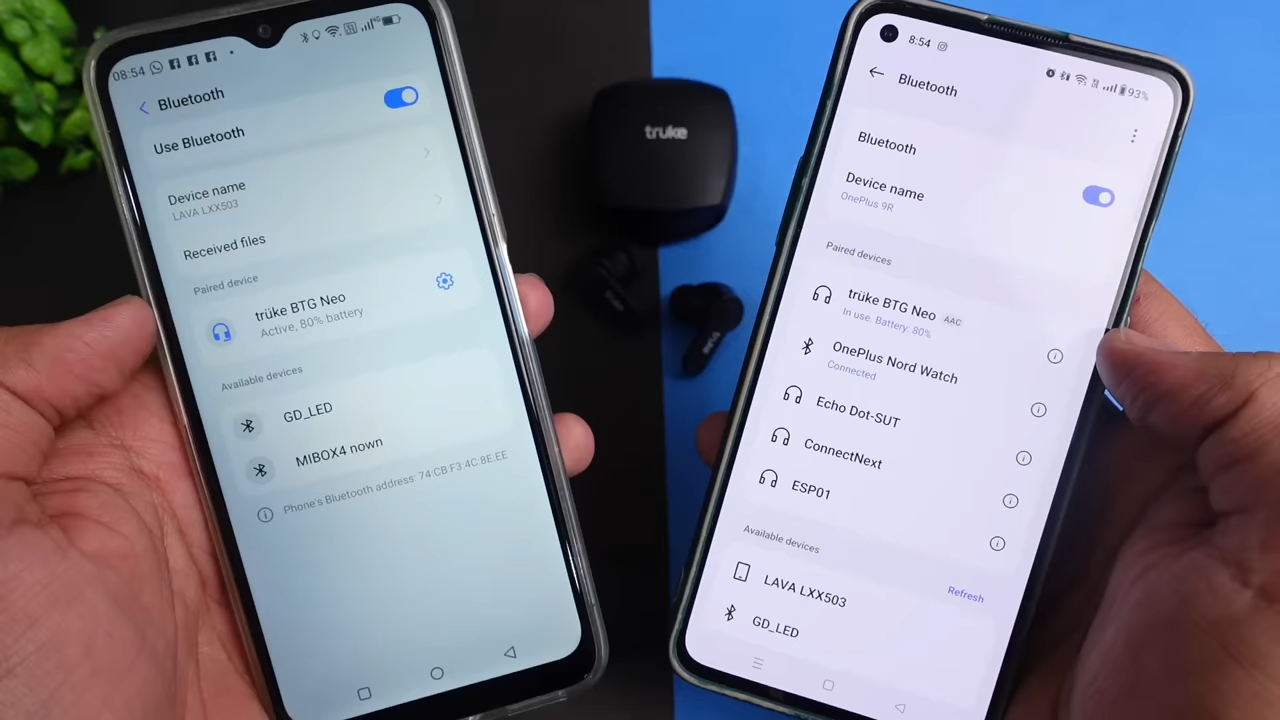 08:54
Bluetooth
Use Bluetooth
Device name
LAVA LXX503
Received files
Paired device
trüke BTG Neo
Active, 80% battery
Available devices
GD_LED
MIBOX4 nown
Phone's Bluetooth address: 74:CB:F3:4C:8E:EE
truke
8:54
93%
Bluetooth
Bluetooth
Device name
OnePlus 9R
Paired devices
trüke BTG Neo AAC
In use. Battery: 80%
OnePlus Nord Watch
Connected
Echo Dot-SUT
ConnectNext
ESP01
Available devices
Refresh
LAVA LXX503
GD_LED